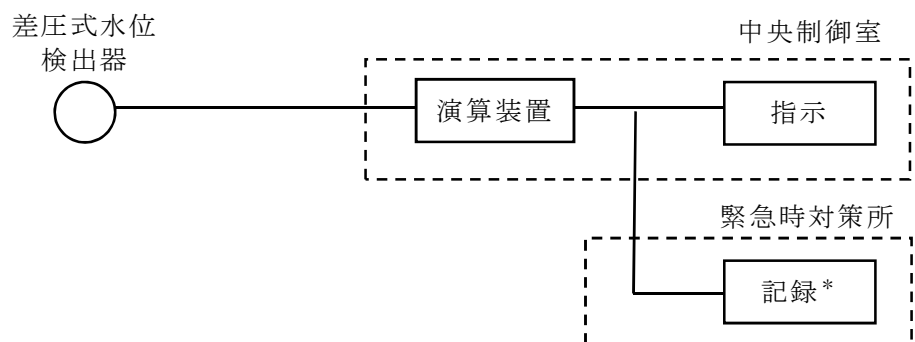 差圧式水位
検出器
中央制御室
演算装置
指示
緊急時対策所
記録*